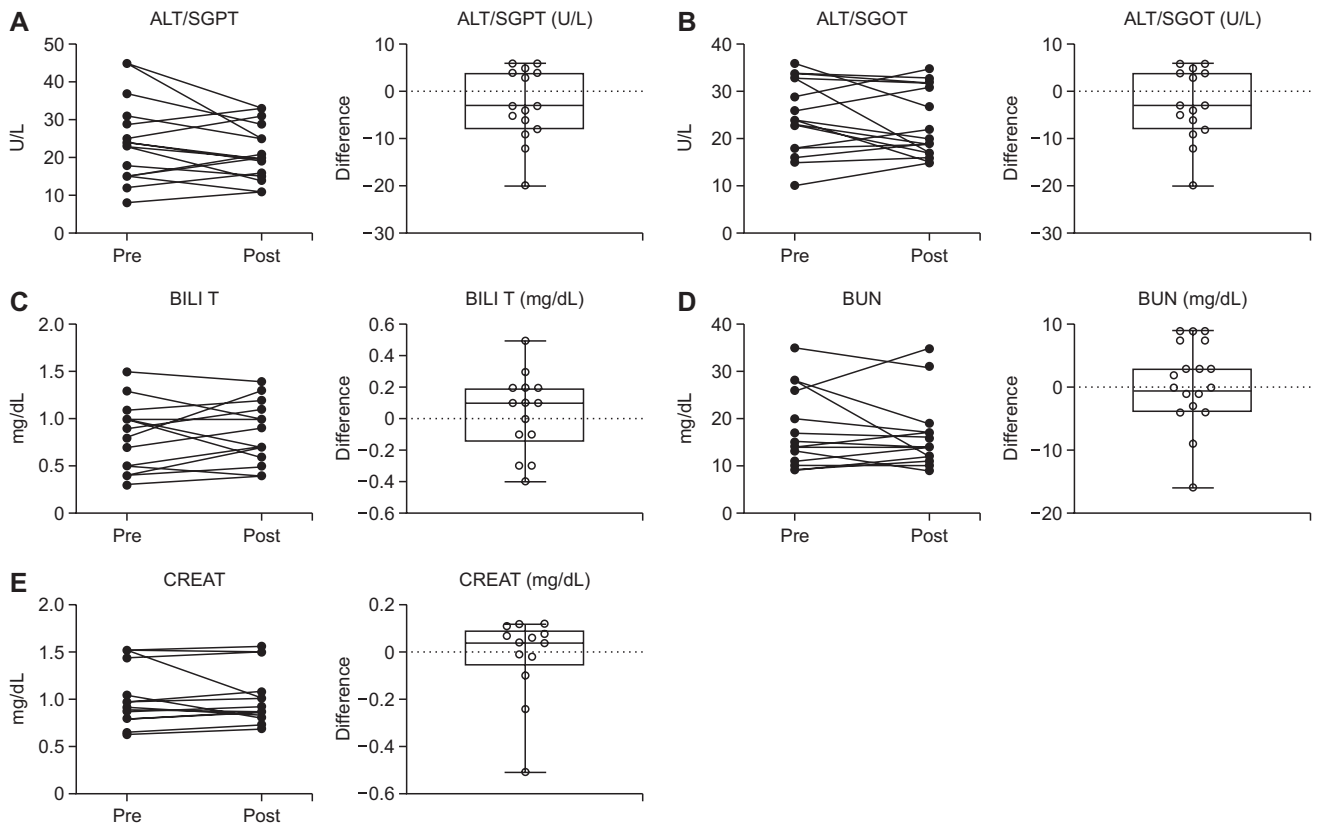 A
ALT/SGPT
50
40
30
20
10
0
U/L
Pre
Post
ALT/SGPT (U/L)
10
0
−10
−20
−30
Difference
B
ALT/SGOT
40
30
20
10
0
U/L
Pre
Post
ALT/SGOT (U/L)
10
0
−10
−20
−30
Difference
C
BILI T
2.0
1.5
1.0
0.5
0
mg/dL
Pre
Post
BILI T (mg/dL)
0.6
0.4
0.2
0
−0.2
−0.4
−0.6
Difference
D
BUN
40
30
20
10
0
mg/dL
Pre
Post
BUN (mg/dL)
10
0
−10
−20
Difference
E
CREAT
2.0
1.5
1.0
0.5
0
mg/dL
Pre
Post
CREAT (mg/dL)
0.2
0
−0.2
−0.4
−0.6
Difference